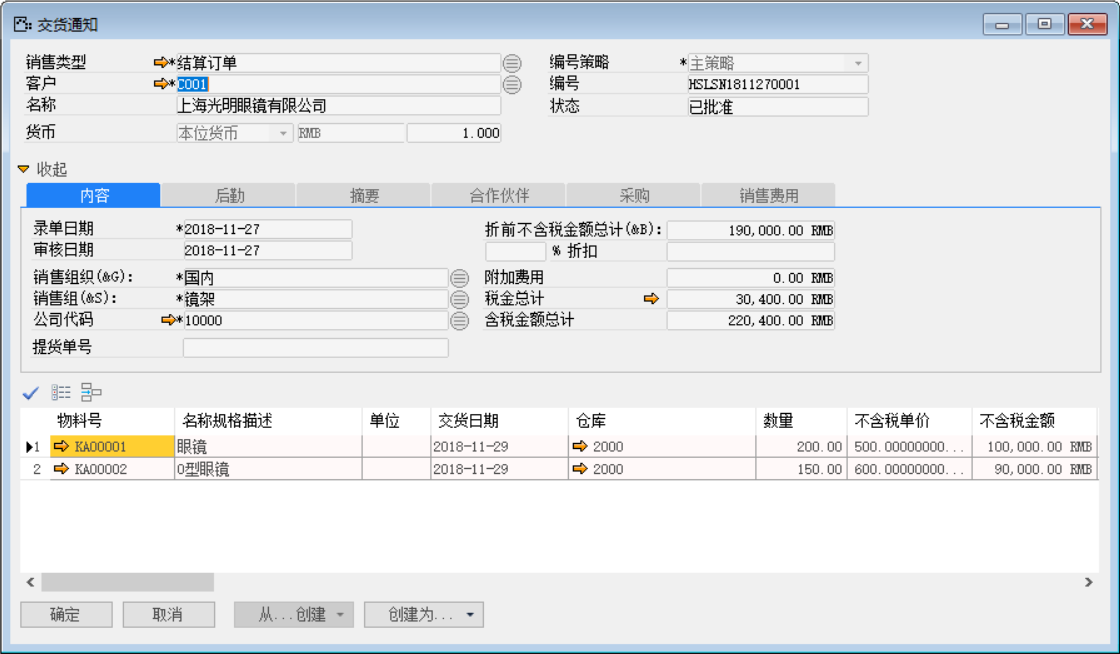 交货通知
销售类型 *结算订单 编号策略 *主策略
客户 *C001 编号 HSLSN1811270001
名称 上海光明眼镜有限公司 状态 已批准
货币 本位货币 RMB 1.000
收起
内容 后勤 摘要 合作伙伴 采购 销售费用
录单日期 *2018-11-27 折前不含税金额总计(&B): 190,000.00 RMB
审核日期 2018-11-27 % 折扣
销售组织(&G): *国内 附加费用 0.00 RMB
销售组(&S): *镜架 税金总计 30,400.00 RMB
公司代码 *10000 含税金额总计 220,400.00 RMB
提货单号
物料号 名称规格描述 单位 交货日期 仓库 数量 不含税单价 不含税金额
1 KA00001 眼镜 2018-11-29 2000 200.00 500.00000000... 100,000.00 RMB
2 KA00002 O型眼镜 2018-11-29 2000 150.00 600.00000000... 90,000.00 RMB
确定 取消 从...创建 创建为...